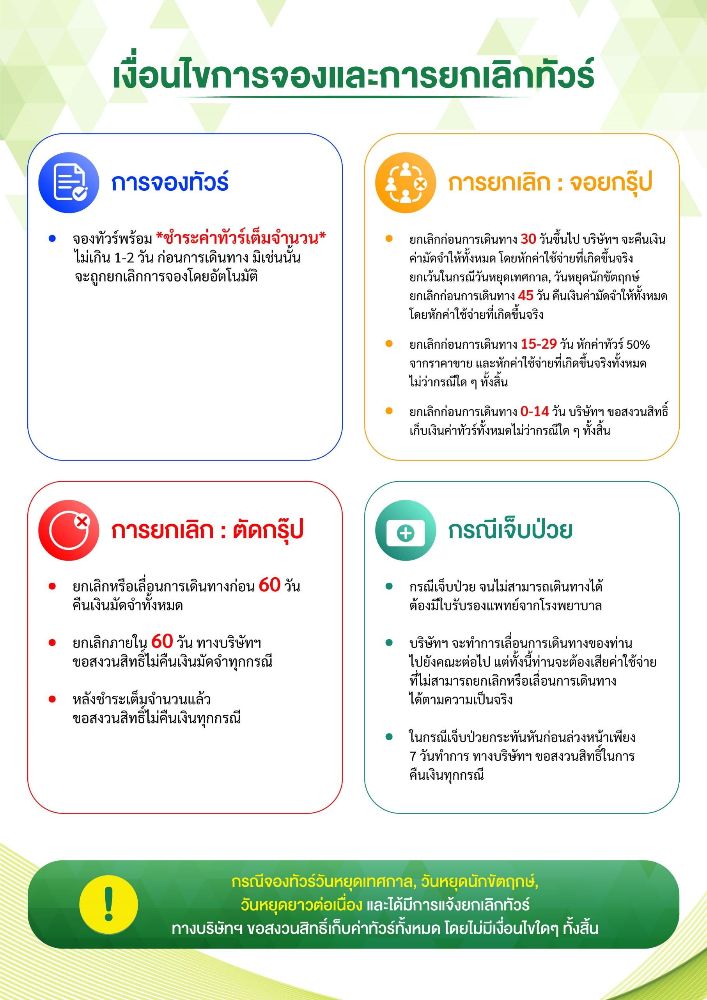 เงื่อนไขการจองและการยกเลิกทัวร์
การจองทัวร์
จองทัวร์พร้อม *ชำระค่าทัวร์เต็มจำนวน*
ไม่เกิน 1-2 วัน ก่อนการเดินทาง มิเช่นนั้น
จะถูกยกเลิกการจองโดยอัตโนมัติ
การยกเลิก : จอยกรุ๊ป
ยกเลิกก่อนการเดินทาง 30 วันขึ้นไป บริษัทฯ จะคืนเงิน
ค่ามัดจำให้ทั้งหมด โดยหักค่าใช้จ่ายที่เกิดขึ้นจริง
ยกเว้นในกรณีวันหยุดเทศกาล, วันหยุดนักขัตฤกษ์
ยกเลิกก่อนการเดินทาง 45 วัน คืนเงินค่ามัดจำให้ทั้งหมด
โดยหักค่าใช้จ่ายที่เกิดขึ้นจริง
ยกเลิกก่อนการเดินทาง 15-29 วัน หักค่าทัวร์ 50%
จากราคาขาย และหักค่าใช้จ่ายที่เกิดขึ้นจริงทั้งหมด
ไม่ว่ากรณีใด ๆ ทั้งสิ้น
ยกเลิกก่อนการเดินทาง 0-14 วัน บริษัทฯ ขอสงวนสิทธิ์
เก็บเงินค่าทัวร์ทั้งหมดไม่ว่ากรณีใด ๆ ทั้งสิ้น
การยกเลิก : ตัดกรุ๊ป
ยกเลิกหรือเลื่อนการเดินทางก่อน 60 วัน
คืนเงินมัดจำทั้งหมด
ยกเลิกภายใน 60 วัน ทางบริษัทฯ
ขอสงวนสิทธิ์ไม่คืนเงินมัดจำทุกกรณี
หลังชำระเต็มจำนวนแล้ว
ขอสงวนสิทธิ์ไม่คืนเงินทุกกรณี
กรณีเจ็บป่วย
กรณีเจ็บป่วย จนไม่สามารถเดินทางได้
ต้องมีใบรับรองแพทย์จากโรงพยาบาล
บริษัทฯ จะทำการเลื่อนการเดินทางของท่าน
ไปยังคณะต่อไป แต่ทั้งนี้ท่านจะต้องเสียค่าใช้จ่าย
ที่ไม่สามารถยกเลิกหรือเลื่อนการเดินทาง
ได้ตามความเป็นจริง
ในกรณีเจ็บป่วยกระทันหันก่อนล่วงหน้าเพียง
7 วันทำการ ทางบริษัทฯ ขอสงวนสิทธิ์ในการ
คืนเงินทุกกรณี
กรณีจองทัวร์วันหยุดเทศกาล, วันหยุดนักขัตฤกษ์,
วันหยุดยาวต่อเนื่อง และได้มีการแจ้งยกเลิกทัวร์
ทางบริษัทฯ ขอสงวนสิทธิ์เก็บค่าทัวร์ทั้งหมด โดยไม่มีเงื่อนไขใดๆ ทั้งสิ้น